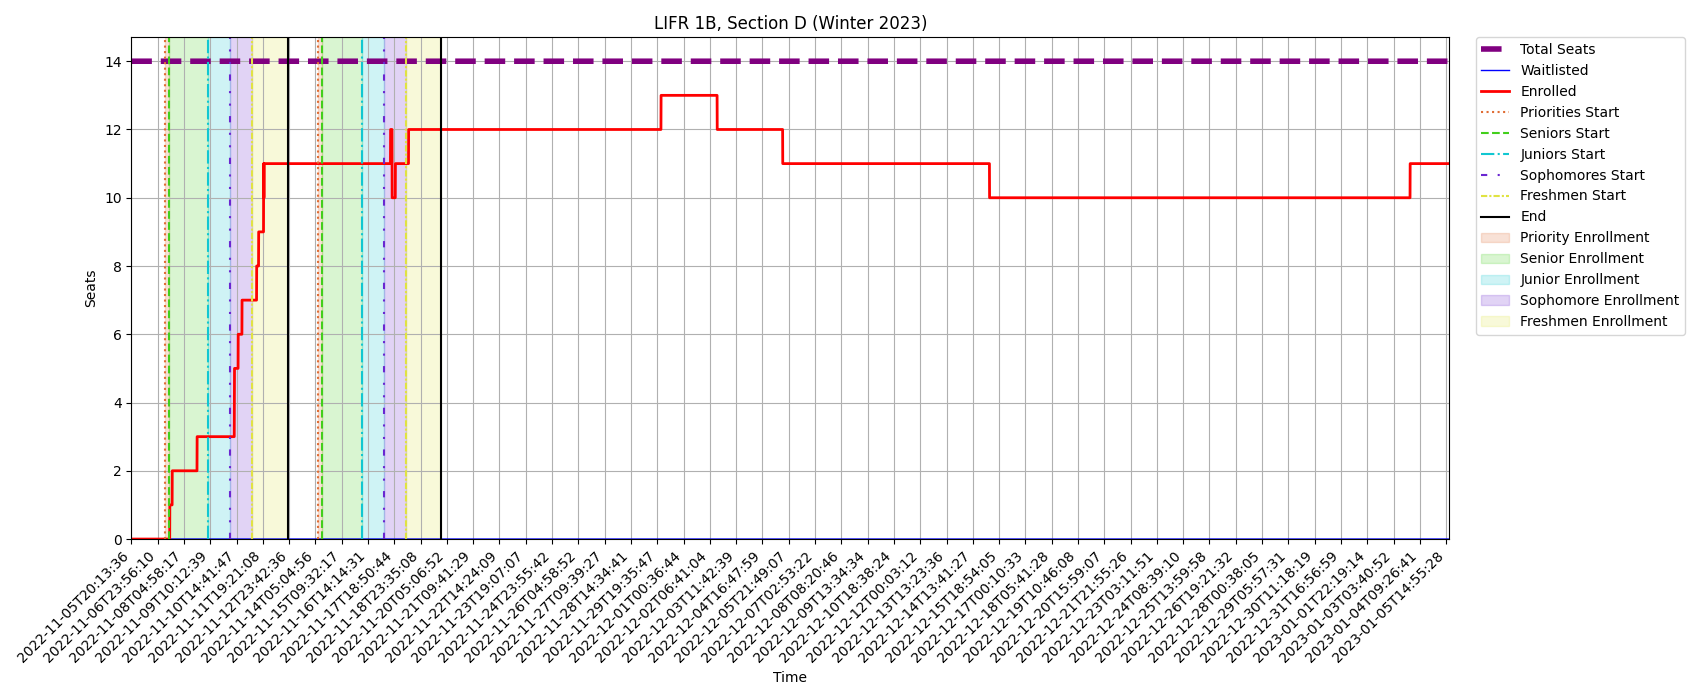 LIFR 1B, Section D (Winter 2023)
Seats
14
12
10
8
6
4
2
0
2022-11-05T20:13:36
2022-11-06T23:56:10
2022-11-08T04:58:17
2022-11-09T10:12:39
2022-11-10T14:41:47
2022-11-11T19:21:08
2022-11-12T23:42:36
2022-11-14T05:04:56
2022-11-15T09:32:17
2022-11-16T14:14:31
2022-11-17T18:50:44
2022-11-18T23:35:08
2022-11-20T05:06:52
2022-11-21T09:41:29
2022-11-22T14:24:09
2022-11-23T19:07:07
2022-11-24T23:55:42
2022-11-26T04:58:52
2022-11-27T09:39:27
2022-11-28T14:34:41
2022-11-29T19:35:47
2022-12-01T00:36:44
2022-12-02T06:41:04
2022-12-03T11:42:39
2022-12-04T16:47:59
2022-12-05T21:49:07
2022-12-07T02:53:22
2022-12-08T08:20:46
2022-12-09T13:34:34
2022-12-10T18:38:24
2022-12-12T00:03:12
2022-12-13T13:23:36
2022-12-14T13:41:27
2022-12-15T18:54:05
2022-12-17T00:10:33
2022-12-18T05:41:28
2022-12-19T10:46:08
2022-12-20T15:59:07
2022-12-21T21:55:26
2022-12-23T03:11:51
2022-12-24T08:39:10
2022-12-25T13:59:58
2022-12-26T19:21:32
2022-12-28T00:38:05
2022-12-29T05:57:31
2022-12-30T11:18:19
2022-12-31T16:56:59
2023-01-01T22:19:14
2023-01-03T03:40:52
2023-01-04T09:26:41
2023-01-05T14:55:28
Time
Total Seats
Waitlisted
Enrolled
Priorities Start
Seniors Start
Juniors Start
Sophomores Start
Freshmen Start
End
Priority Enrollment
Senior Enrollment
Junior Enrollment
Sophomore Enrollment
Freshmen Enrollment